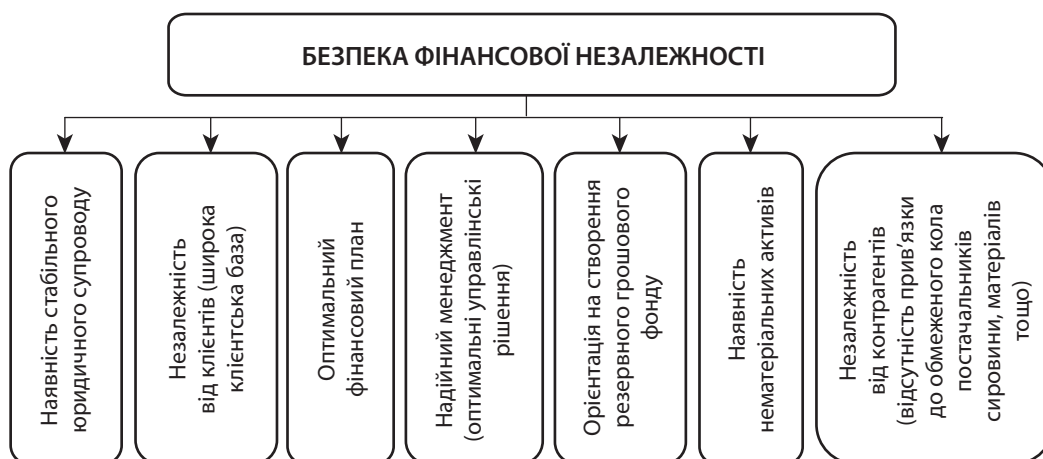 БЕЗПЕКА ФІНАНСОВОЇ НЕЗАЛЕЖНОСТІ
Наявність стабільного
юридичного супроводу
Незалежність
від клієнтів (широка
клієнтська база)
Оптимальний
фінансовий план
Надійний менеджмент
(оптимальні управлінські
рішення)
Орієнтація на створення
резервного грошового
фонду
Наявність
нематеріальних активів
Незалежність
від контрагентів
(відсутність прив’язки
до обмеженого кола
постачальників
сировини, матеріалів
тощо)